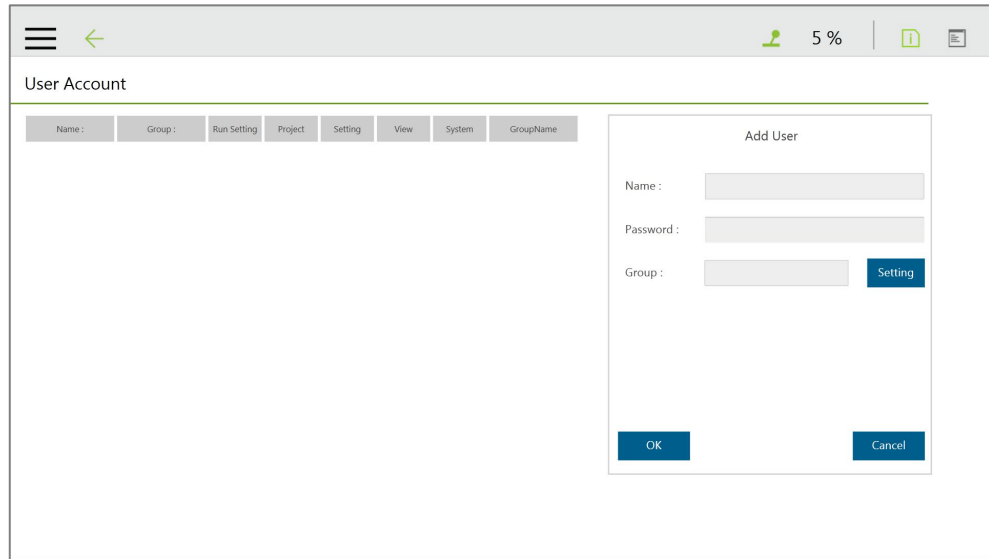 5 %
User Account
Name : Group : Run Setting Project Setting View System GroupName
Add User
Name :
Password :
Group : Setting
OK Cancel